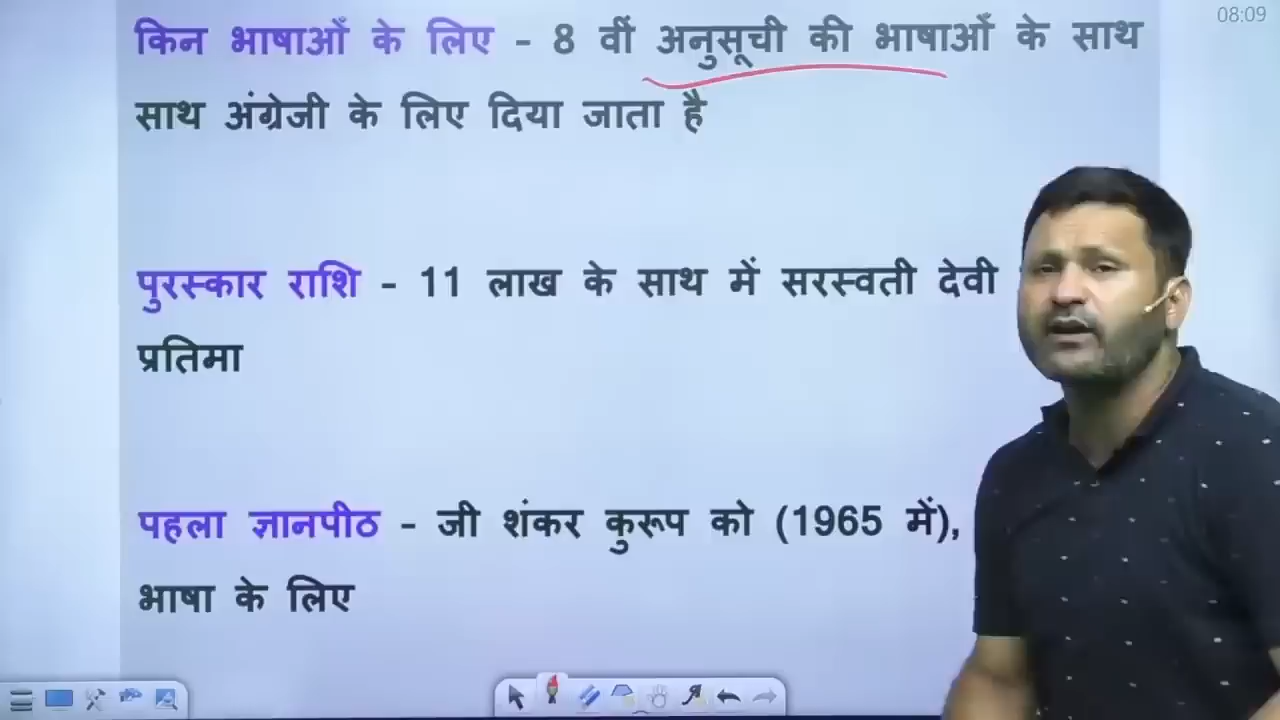 08:09
किन भाषाओं के लिए - 8 वीं अनुसूची की भाषाओं के साथ
साथ अंग्रेजी के लिए दिया जाता है
पुरस्कार राशि - 11 लाख के साथ में सरस्वती देवी
प्रतिमा
पहला ज्ञानपीठ - जी शंकर कुरूप को (1965 में),
भाषा के लिए